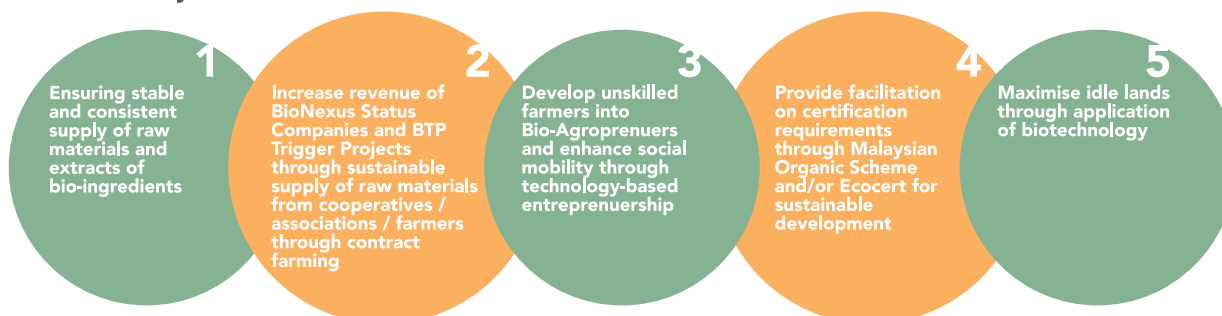 1
Ensuring stable
and consistent
supply of raw
materials and
extracts of
bio-ingredients
2
Increase revenue of
BioNexus Status
Companies and BTP
Trigger Projects
through sustainable
supply of raw materials
from cooperatives /
associations / farmers
through contract
farming
3
Develop unskilled
farmers into
Bio-Agroprenuers
and enhance social
mobility through
technology-based
entreprenuership
4
Provide facilitation
on certification
requirements
through Malaysian
Organic Scheme
and/or Ecocert for
sustainable
development
5
Maximise idle lands
through application
of biotechnology